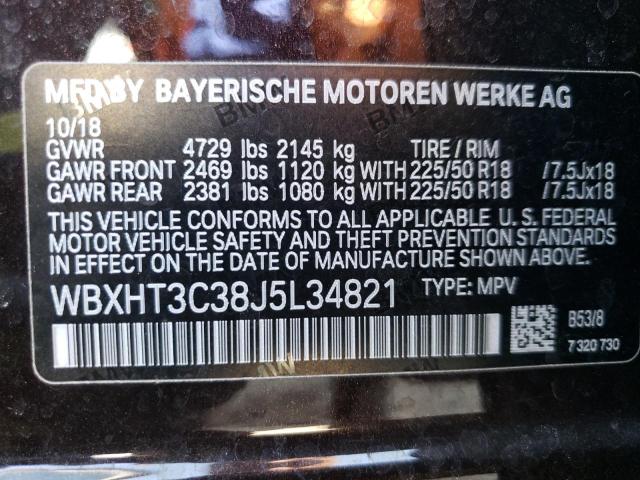 MFD BY BAYERISCHE MOTOREN WERKE AG
10/18
GVWR 4729 lbs 2145 kg TIRE / RIM
GAWR FRONT 2469 lbs 1120 kg WITH 225/50 R18 /7.5Jx18
GAWR REAR 2381 lbs 1080 kg WITH 225/50 R18 /7.5Jx18
THIS VEHICLE CONFORMS TO ALL APPLICABLE U. S. FEDERAL
MOTOR VEHICLE SAFETY AND THEFT PREVENTION STANDARDS
IN EFFECT ON THE DATE OF MANUFACTURE SHOWN ABOVE.
WBXHT3C38J5L34821 TYPE: MPV
B53/8
7 320 730